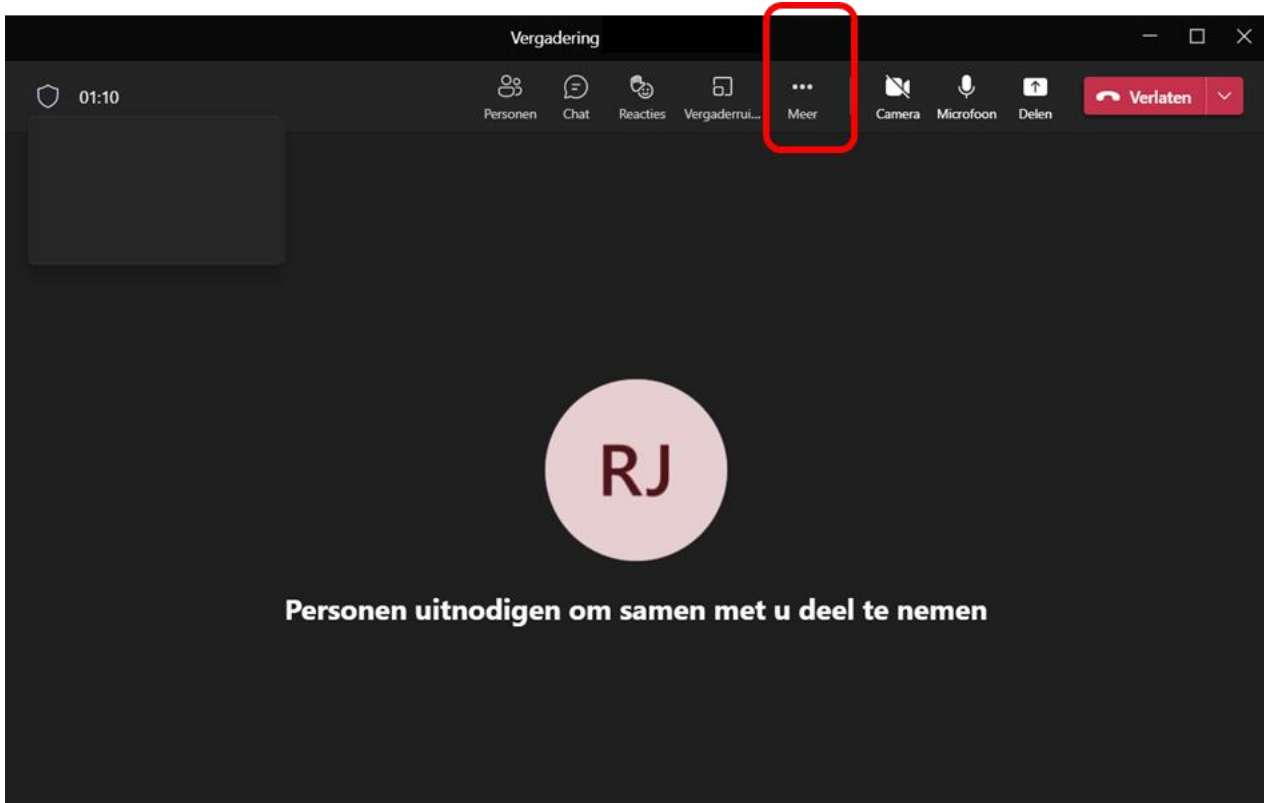 Vergadering
01:10
Personen Chat Reacties Vergaderrui... Meer Camera Microfoon Delen Verlaten
RJ
Personen uitnodigen om samen met u deel te nemen